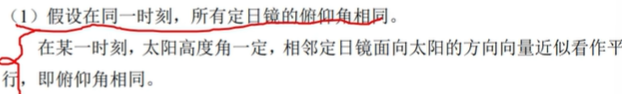 （1）假设在同一时刻，所有定日镜的俯仰角相同。
在某一时刻，太阳高度角一定，相邻定日镜面向太阳的方向向量近似看作平
行，即俯仰角相同。